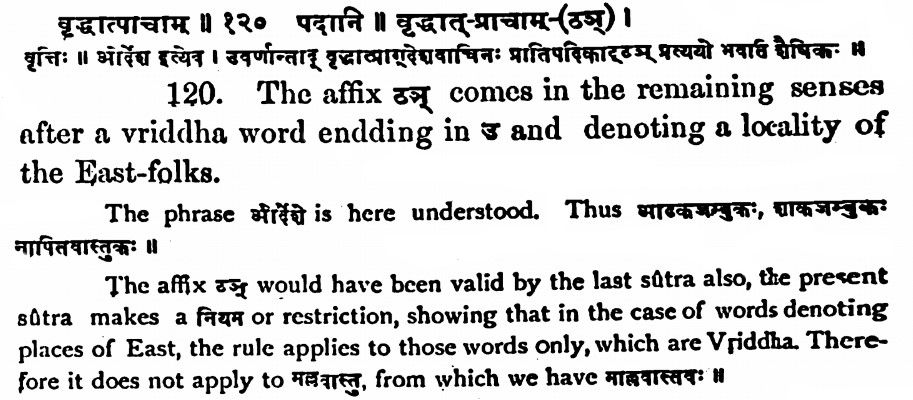 वृद्धात्प्राचाम् ॥ १२० पदानि ॥ वृद्धात्-प्राचाम्-(ठञ्) ।
वृत्तिः ॥ ओर्देशे इत्येव । उवर्णान्ताद् वृद्धात्प्राग्देशवाचिनः प्रातिपदिकाट्ठञ् प्रत्ययो भवति शैषिकः ॥
120. The affix ठञ् comes in the remaining senses
after a vriddha word endding in उ and denoting a locality of
the East-folks.
The phrase ओर्देशे is here understood. Thus आढकजम्बुकः, शाकजम्बुकः
नापितवास्तुकः ॥
The affix ठञ् would have been valid by the last sûtra also, the present
sûtra makes a नियम or restriction, showing that in the case of words denoting
places of East, the rule applies to those words only, which are Vriddha. There-
fore it does not apply to मल्लवास्तु, from which we have माल्लवास्तवः ॥